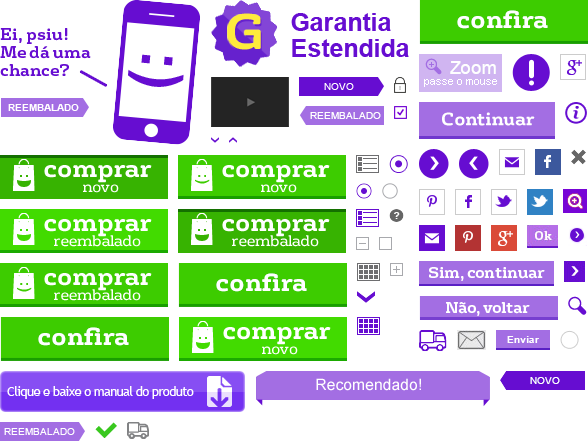 Ei, psiu!
Me dá uma
chance?
REEMBALADO
G
Garantia
Estendida
NOVO
REEMBALADO
confira
Zoom
passe o mouse
!
g+
Continuar
i
comprar
novo
comprar
novo
comprar
reembalado
comprar
reembalado
comprar
reembalado
confira
confira
comprar
novo
?
f
f
g+
Ok
Sim, continuar
Não, voltar
Enviar
Clique e baixe o manual do produto
Recomendado!
NOVO
REEMBALADO